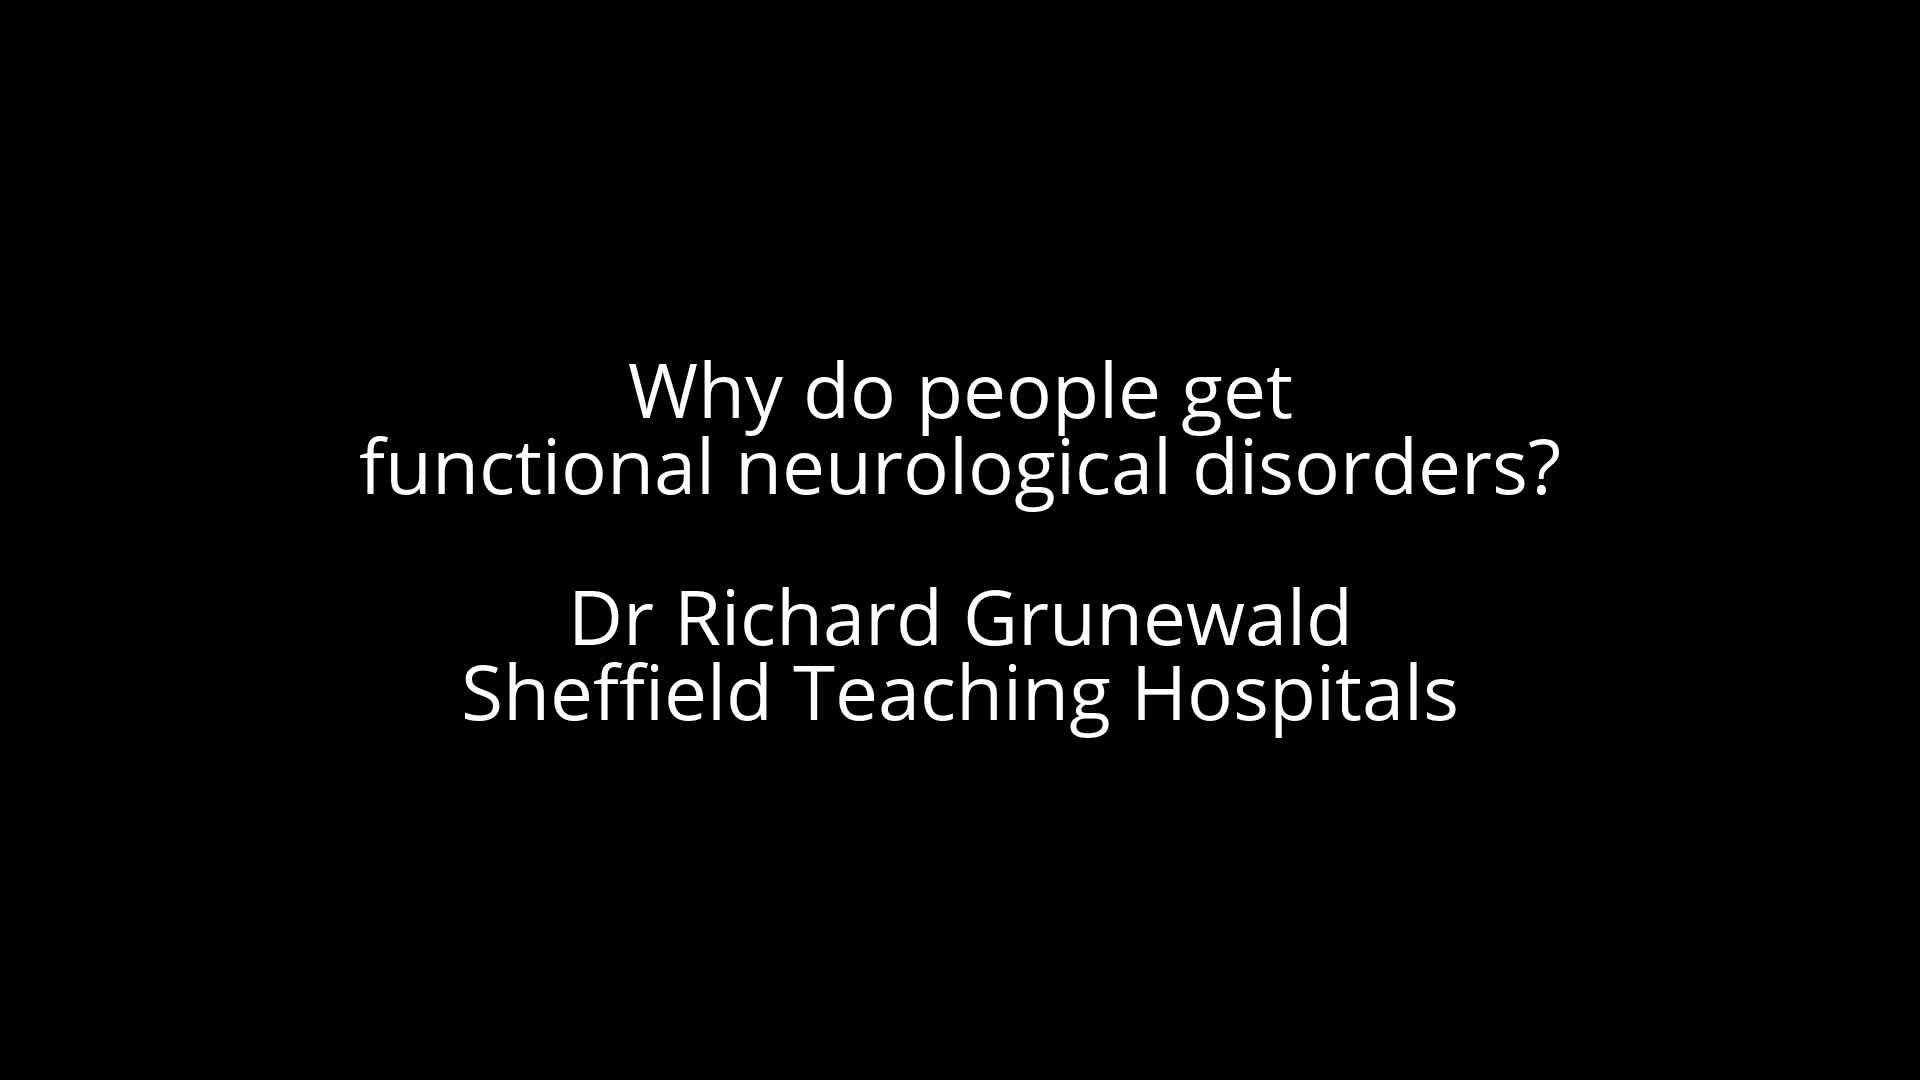 Why do people get
functional neurological disorders?
Dr Richard Grunewald
Sheffield Teaching Hospitals